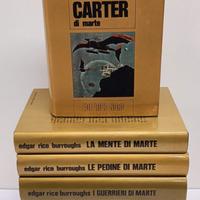 CARTER
di marte
edgar rice burroughs LA MENTE DI MARTE
edgar rice burroughs LE PEDINE DI MARTE
edgar rice burroughs I GUERRIERI DI MARTE